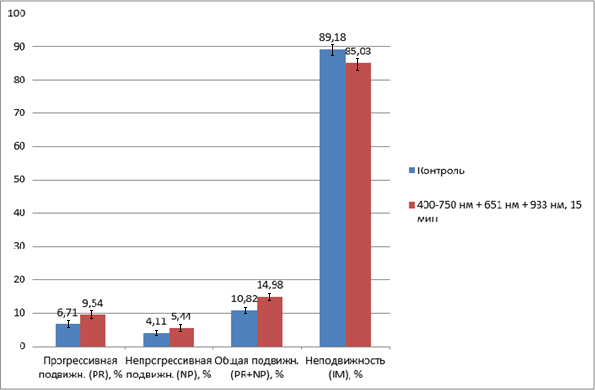 100
90
80
70
60
50
40
30
20
10
0
6,71
9,54
4,11
5,44
10,82
14,98
89,18
85,03
Прогрессивная
подвижн. (PR), %
Непрогрессивная
подвижн. (NP), %
Общая подвижн.
(PR+NP), %
Неподвижность
(IM), %
Контроль
400-750 нм + 651 нм + 933 нм, 15
мин